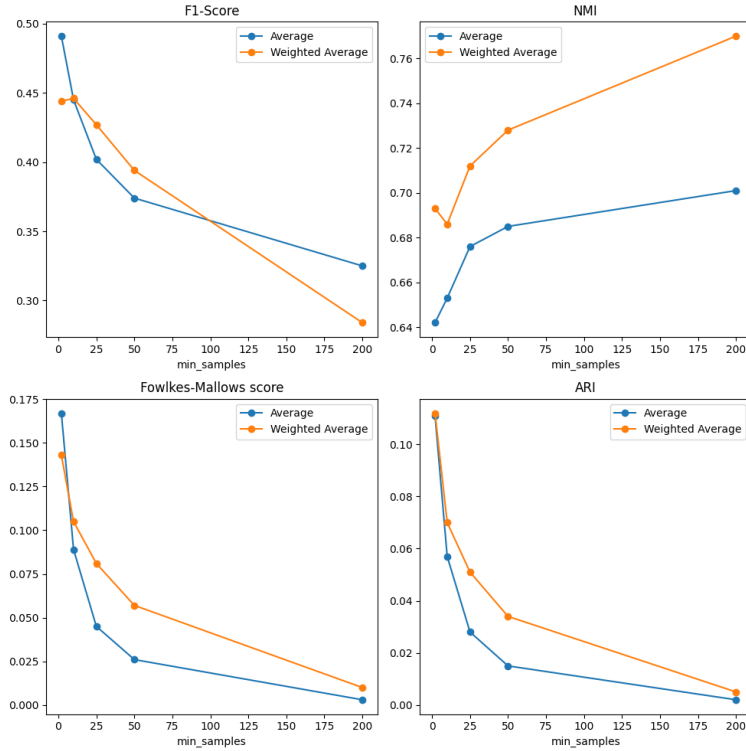 F1-Score
0.50
0.45
0.40
0.35
0.30
Average
Weighted Average
0 25 50 75 100 125 150 175 200
min_samples
NMI
0.76
0.74
0.72
0.70
0.68
0.66
0.64
Average
Weighted Average
0 25 50 75 100 125 150 175 200
min_samples
Fowlkes-Mallows score
0.175
0.150
0.125
0.100
0.075
0.050
0.025
0.000
Average
Weighted Average
0 25 50 75 100 125 150 175 200
min_samples
ARI
0.10
0.08
0.06
0.04
0.02
0.00
Average
Weighted Average
0 25 50 75 100 125 150 175 200
min_samples